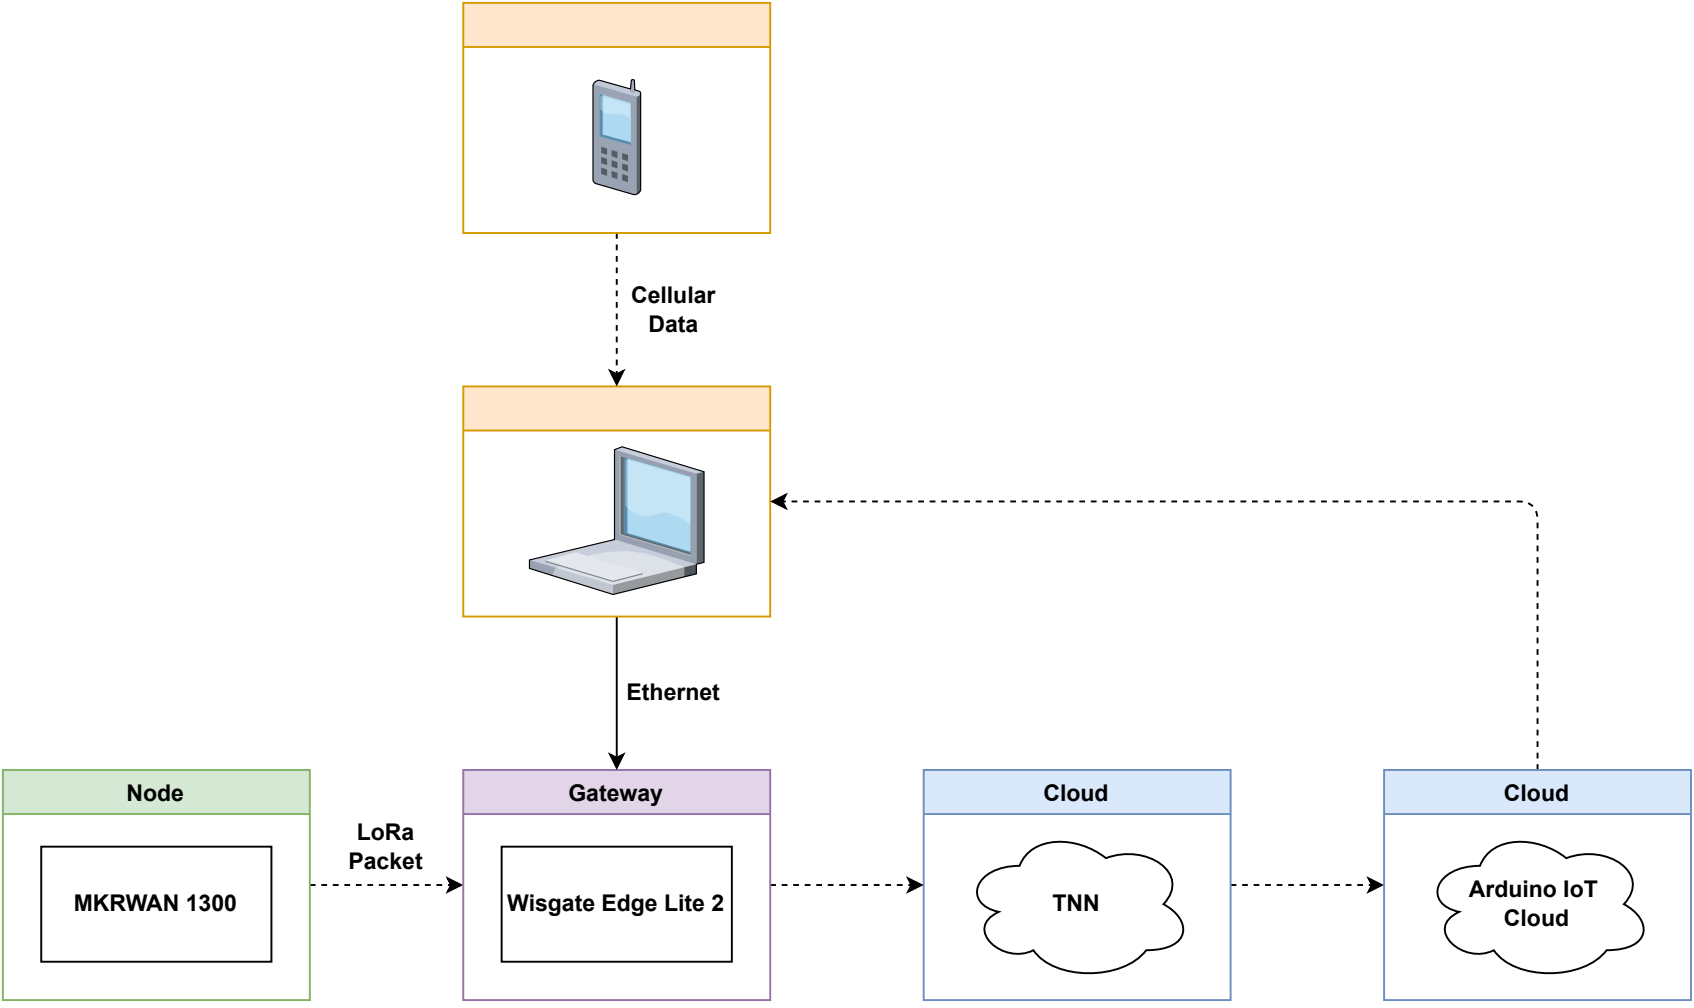 Cellular
Data
Ethernet
Node
Gateway
Cloud
Cloud
LoRa
Packet
MKRWAN 1300
Wisgate Edge Lite 2
TNN
Arduino IoT
Cloud